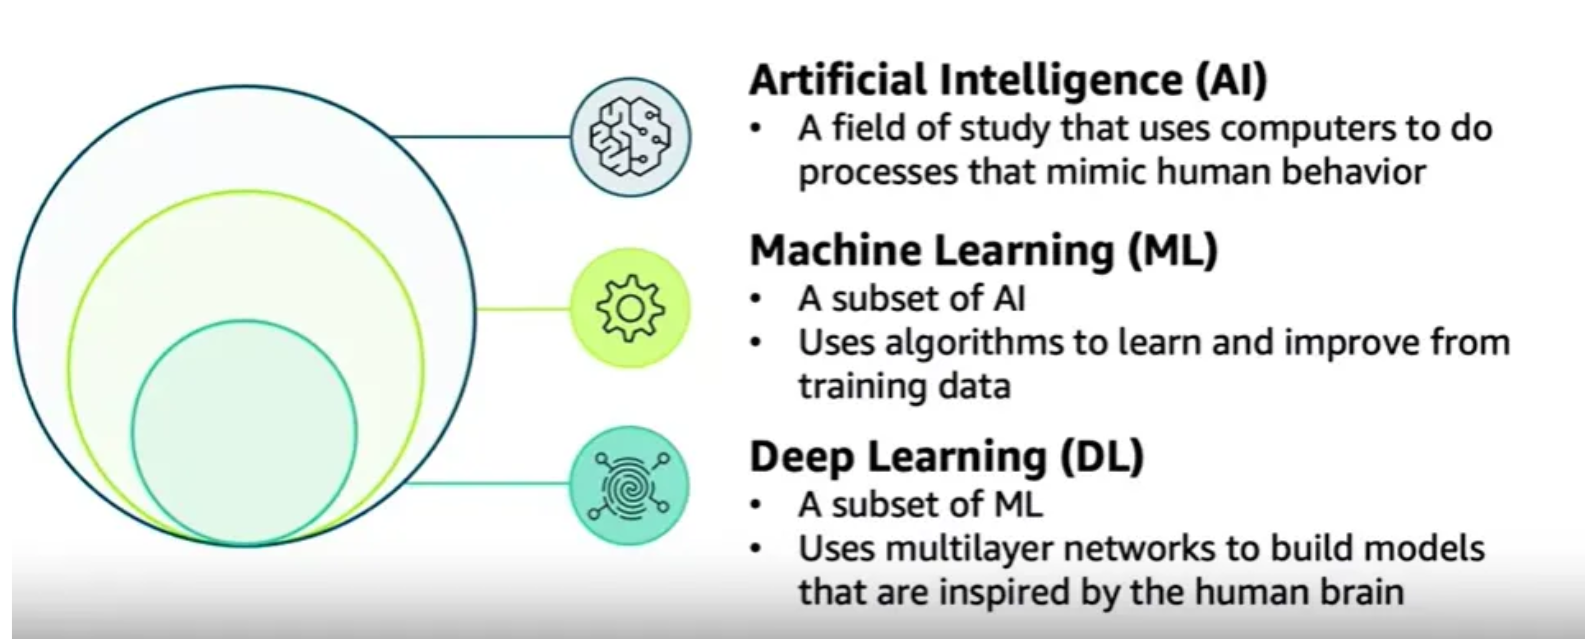 Artificial Intelligence (AI)
• A field of study that uses computers to do
processes that mimic human behavior
Machine Learning (ML)
• A subset of AI
• Uses algorithms to learn and improve from
training data
Deep Learning (DL)
• A subset of ML
• Uses multilayer networks to build models
that are inspired by the human brain